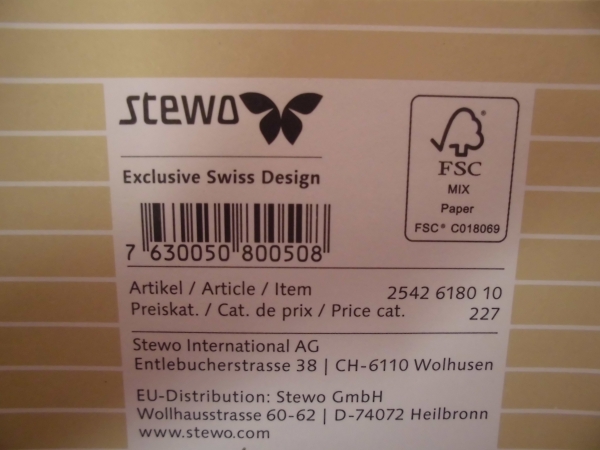 stewo
Exclusive Swiss Design
7 630050 800508
FSC
MIX
Paper
FSC® C018069
Artikel / Article / Item 2542 6180 10
Preiskat. / Cat. de prix / Price cat. 227
Stewo International AG
Entlebucherstrasse 38 | CH-6110 Wolhusen
EU-Distribution: Stewo GmbH
Wollhausstrasse 60-62 | D-74072 Heilbronn
www.stewo.com